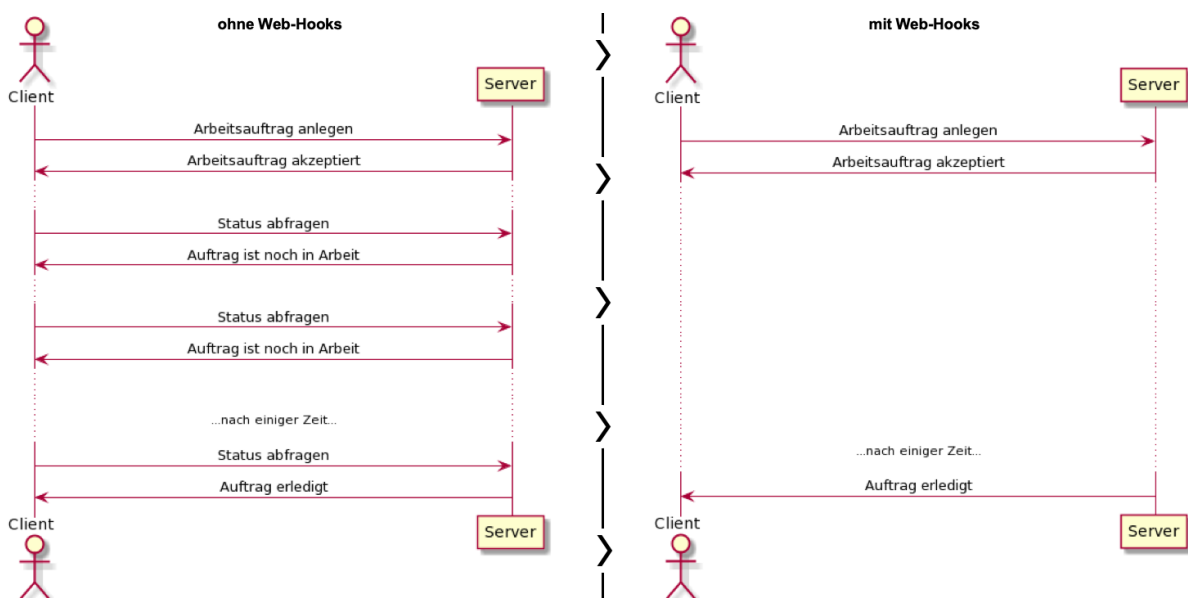 ohne Web-Hooks
Client
Server
Arbeitsauftrag anlegen
Arbeitsauftrag akzeptiert
Status abfragen
Auftrag ist noch in Arbeit
Status abfragen
Auftrag ist noch in Arbeit
...nach einiger Zeit...
Status abfragen
Auftrag erledigt
Client
Server
mit Web-Hooks
Client
Server
Arbeitsauftrag anlegen
Arbeitsauftrag akzeptiert
...nach einiger Zeit...
Auftrag erledigt
Client
Server